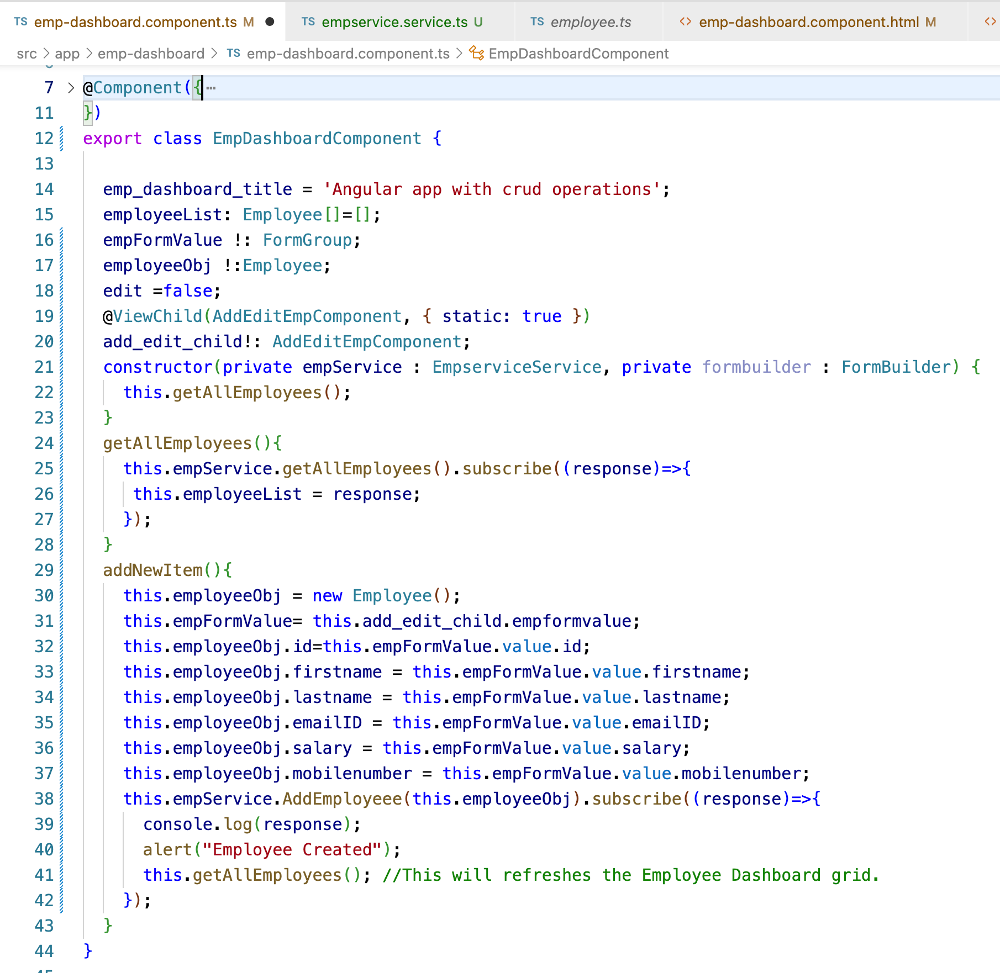 TS emp-dashboard.component.ts M ● TS empservice.service.ts U TS employee.ts <> emp-dashboard.component.html M <>
src > app > emp-dashboard > TS emp-dashboard.component.ts > EmpDashboardComponent
7 > @Component({ ⋯
11 })
12 export class EmpDashboardComponent {
13
14 emp_dashboard_title = 'Angular app with crud operations';
15 employeeList: Employee[]=[];
16 empFormValue !: FormGroup;
17 employeeObj !:Employee;
18 edit =false;
19 @ViewChild(AddEditEmpComponent, { static: true })
20 add_edit_child!: AddEditEmpComponent;
21 constructor(private empService : EmpserviceService, private formbuilder : FormBuilder) {
22 this.getAllEmployees();
23 }
24 getAllEmployees(){
25 this.empService.getAllEmployees().subscribe((response)=>{
26 this.employeeList = response;
27 });
28 }
29 addNewItem(){
30 this.employeeObj = new Employee();
31 this.empFormValue= this.add_edit_child.empformvalue;
32 this.employeeObj.id=this.empFormValue.value.id;
33 this.employeeObj.firstname = this.empFormValue.value.firstname;
34 this.employeeObj.lastname = this.empFormValue.value.lastname;
35 this.employeeObj.emailID = this.empFormValue.value.emailID;
36 this.employeeObj.salary = this.empFormValue.value.salary;
37 this.employeeObj.mobilenumber = this.empFormValue.value.mobilenumber;
38 this.empService.AddEmployeee(this.employeeObj).subscribe((response)=>{
39 console.log(response);
40 alert("Employee Created");
41 this.getAllEmployees(); //This will refreshes the Employee Dashboard grid.
42 });
43 }
44 }